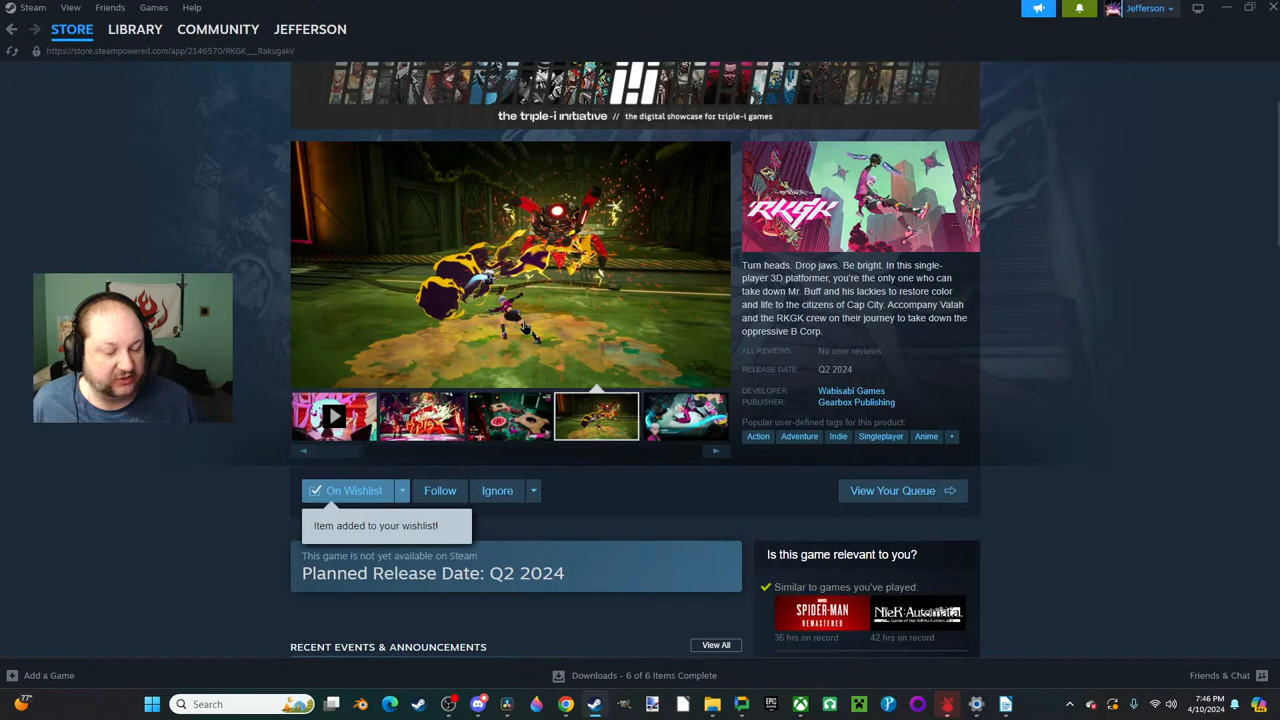 Steam View Friends Games Help
Jefferson
STORE LIBRARY COMMUNITY JEFFERSON
https://store.steampowered.com/app/2146570/RKGK__Rakugaki/
the triple-i initiative // the digital showcase for triple-i games
RKGK
Turn heads. Drop jaws. Be bright. In this single-
player 3D platformer, you're the only one who can
take down Mr. Buff and his lackies to restore color
and life to the citizens of Cap City. Accompany Valah
and the RKGK crew on their journey to take down the
oppressive B Corp.
ALL REVIEWS: No user reviews
RELEASE DATE: Q2 2024
DEVELOPER: Wabisabi Games
PUBLISHER: Gearbox Publishing
Popular user-defined tags for this product:
Action Adventure Indie Singleplayer Anime +
On Wishlist Follow Ignore View Your Queue
Item added to your wishlist!
This game is not yet available on Steam
Planned Release Date: Q2 2024
Is this game relevant to you?
Similar to games you've played:
MARVEL
SPIDER-MAN
REMASTERED
NieR:Automata
36 hrs on record 42 hrs on record
RECENT EVENTS & ANNOUNCEMENTS View All
Add a Game Downloads - 6 of 6 Items Complete Friends & Chat
77°
Search
EPIC
7:46 PM
4/10/2024